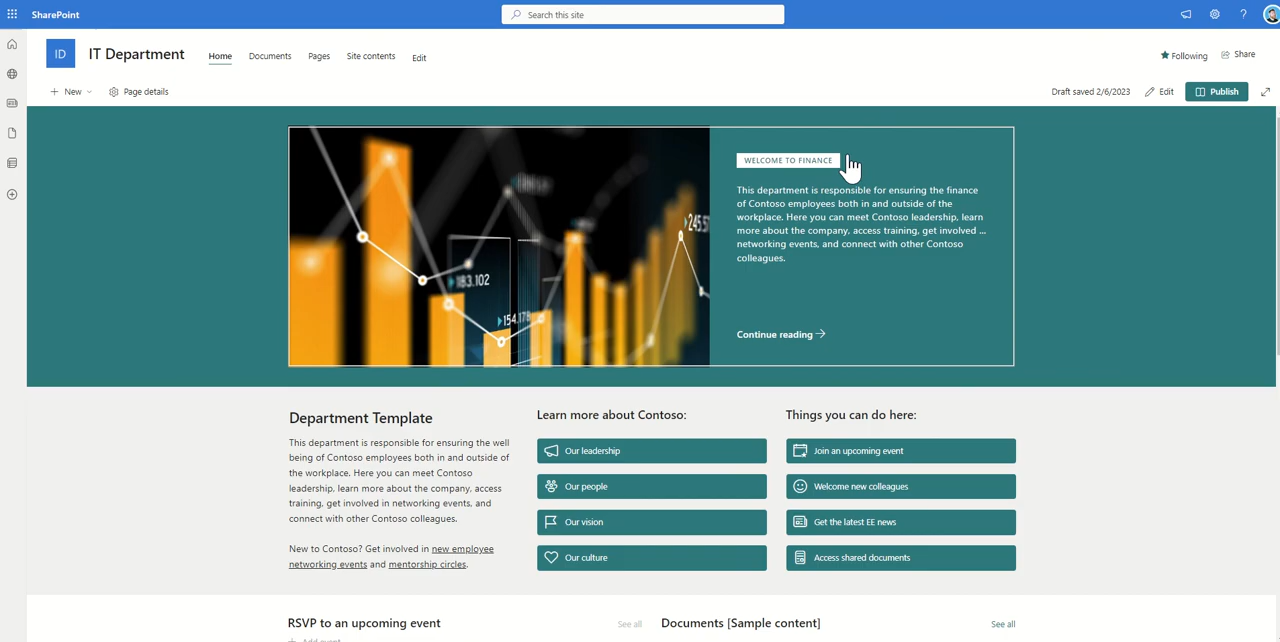 SharePoint
Search this site
ID
IT Department
Home
Documents
Pages
Site contents
Edit
Following
Share
New
Page details
Draft saved 2/6/2023
Edit
Publish
183.102
154.178
WELCOME TO FINANCE
This department is responsible for ensuring the finance
of Contoso employees both in and outside of the
workplace. Here you can meet Contoso leadership, learn
more about the company, access training, get involved ...
networking events, and connect with other Contoso
colleagues.
Continue reading
Department Template
This department is responsible for ensuring the well
being of Contoso employees both in and outside of
the workplace. Here you can meet Contoso
leadership, learn more about the company, access
training, get involved in networking events, and
connect with other Contoso colleagues.
New to Contoso? Get involved in new employee
networking events and mentorship circles.
Learn more about Contoso:
Our leadership
Our people
Our vision
Our culture
Things you can do here:
Join an upcoming event
Welcome new colleagues
Get the latest EE news
Access shared documents
RSVP to an upcoming event
See all
Add event
Documents [Sample content]
See all